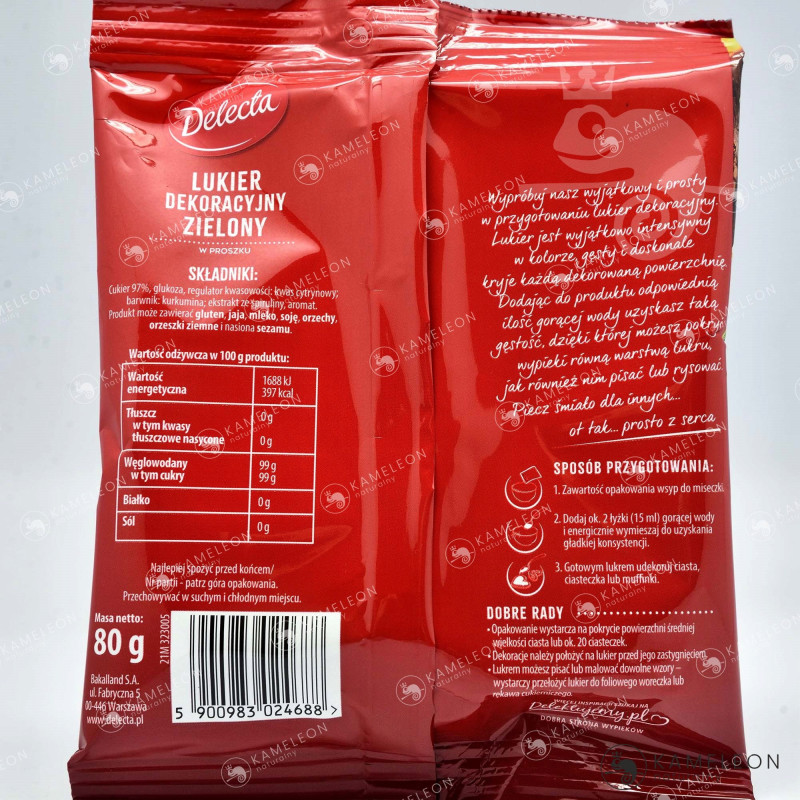 Delecta
LUKIER
DEKORACYJNY
ZIELONY
W PROSZKU
SKŁADNIKI:
Cukier 97%, glukoza, regulator kwasowości: kwas cytrynowy;
barwnik: kurkumina; ekstrakt ze spiruliny, aromat.
Produkt może zawierać gluten, jaja, mleko, soję, orzechy,
orzeszki ziemne i nasiona sezamu.
Wartość odżywcza w 100 g produktu:
Wartość energetyczna 1688 kJ
397 kcal
Tłuszcz 0 g
w tym kwasy
tłuszczowe nasycone 0 g
Węglowodany 99 g
w tym cukry 99 g
Białko 0 g
Sól 0 g
Najlepiej spożyć przed końcem/
Nr partii - patrz góra opakowania.
Przechowywać w suchym i chłodnym miejscu.
Masa netto:
80 g
21M323005
Bakalland S.A.
ul. Fabryczna 5
00-446 Warszawa
www.delecta.pl
5 900983 024688 >
Wypróbuj nasz wyjątkowy i prosty
w przygotowaniu lukier dekoracyjny.
Lukier jest wyjątkowo intensywny
w kolorze, gęsty i doskonale
kryje każdą dekorowaną powierzchnię.
Dodając do produktu odpowiednią
ilość gorącej wody uzyskasz taką
gęstość, dzięki której możesz pokryć
wypieki równą warstwą lukru,
jak również nim pisać lub rysować.
Piecz śmiało dla innych...
ot tak... prosto z serca
SPOSÓB PRZYGOTOWANIA:
1. Zawartość opakowania wsyp do miseczki.
2. Dodaj ok. 2 łyżki (15 ml) gorącej wody
i energicznie wymieszaj do uzyskania
gładkiej konsystencji.
3. Gotowym lukrem udekoruj ciasta,
ciasteczka lub muffinki.
DOBRE RADY
• Opakowanie wystarcza na pokrycie powierzchni średniej
wielkości ciasta lub ok. 20 ciasteczek.
• Dekoracje należy położyć na lukier przed jego zastygnięciem.
• Lukrem możesz pisać lub malować dowolne wzory –
wystarczy przełożyć lukier do foliowego woreczka lub
rękawa cukierniczego.
WIĘCEJ INSPIRACJI SZUKAJ NA
Delektujemy.pl
DOBRA STRONA WYPIEKÓW
KAMELEON
naturalny